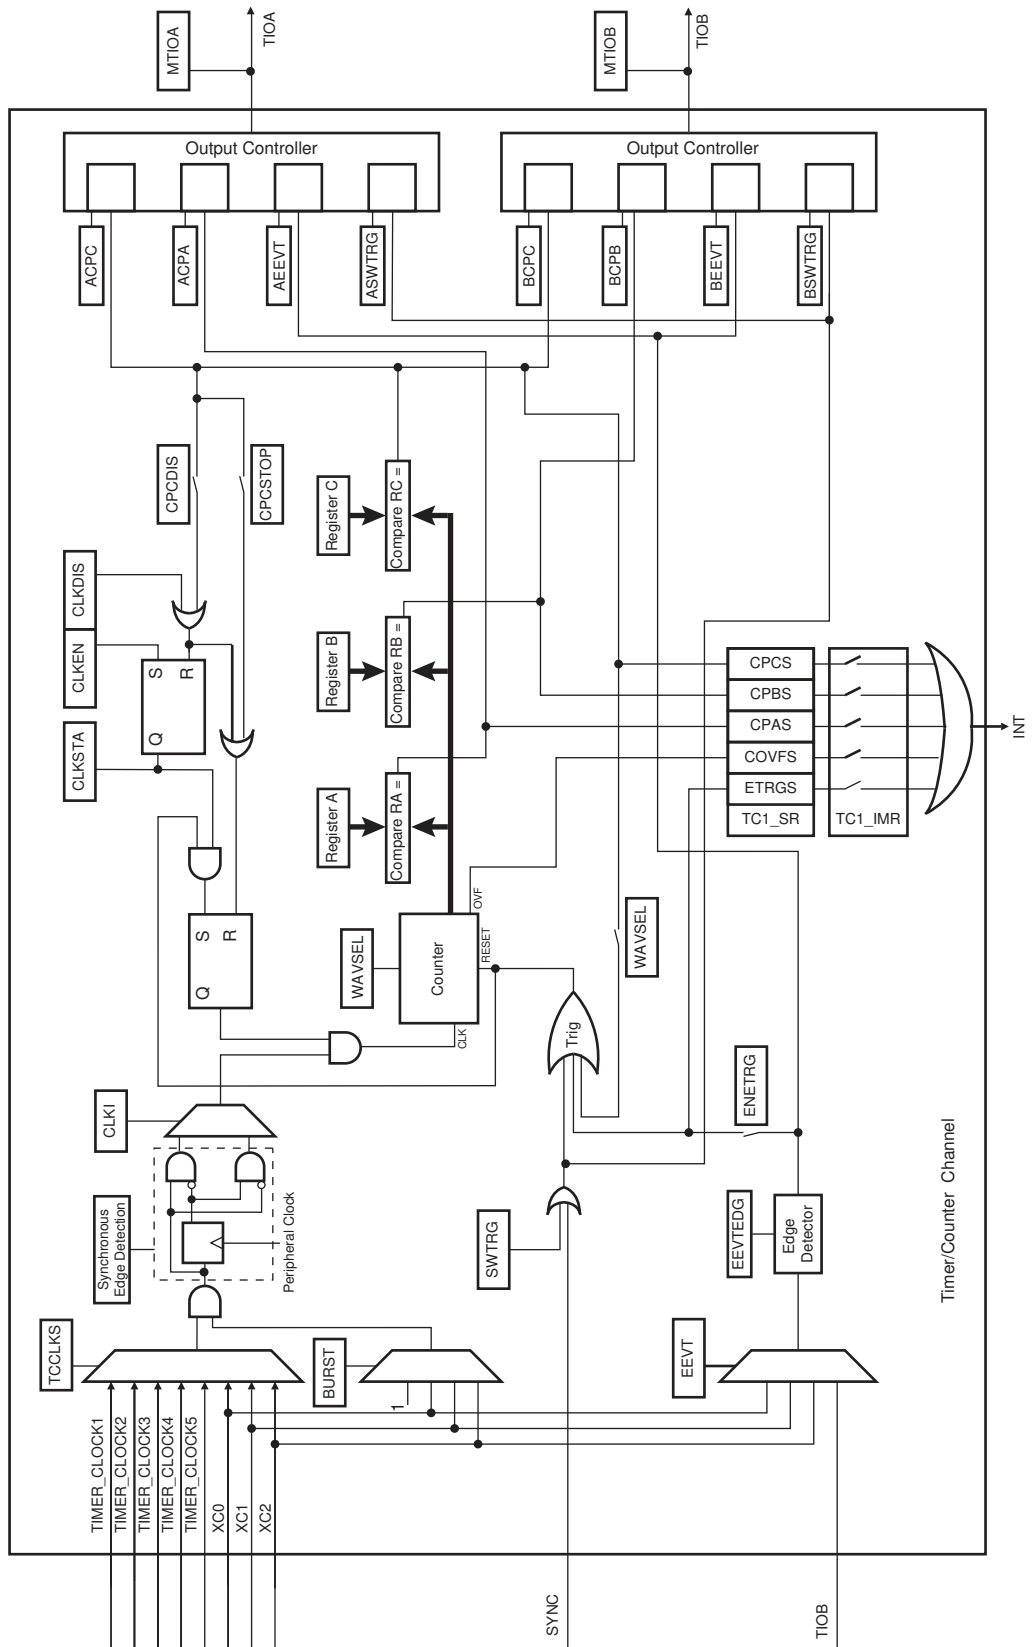 TIMER_CLOCK1
TIMER_CLOCK2
TIMER_CLOCK3
TIMER_CLOCK4
TIMER_CLOCK5
XC0
XC1
XC2
TCCLKS
Synchronous
Edge Detection
CLKI
Peripheral Clock
BURST
1
CLKSTA
CLKEN
CLKDIS
Q
S
R
Q
S
R
CPCDIS
CPCSTOP
ACPC
ACPA
AEEVT
ASWTRG
Output Controller
MTIOA
TIOA
WAVSEL
Counter
CLK
RESET
OVF
Register A
Register B
Register C
Compare RA =
Compare RB =
Compare RC =
SYNC
SWTRG
Trig
WAVSEL
BCPC
BCPB
BEEVT
BSWTRG
Output Controller
MTIOB
TIOB
TIOB
EEVT
EEVTEDG
Edge
Detector
ENETRG
CPCS
CPBS
CPAS
COVFS
ETRGS
TC1_SR
TC1_IMR
INT
Timer/Counter Channel